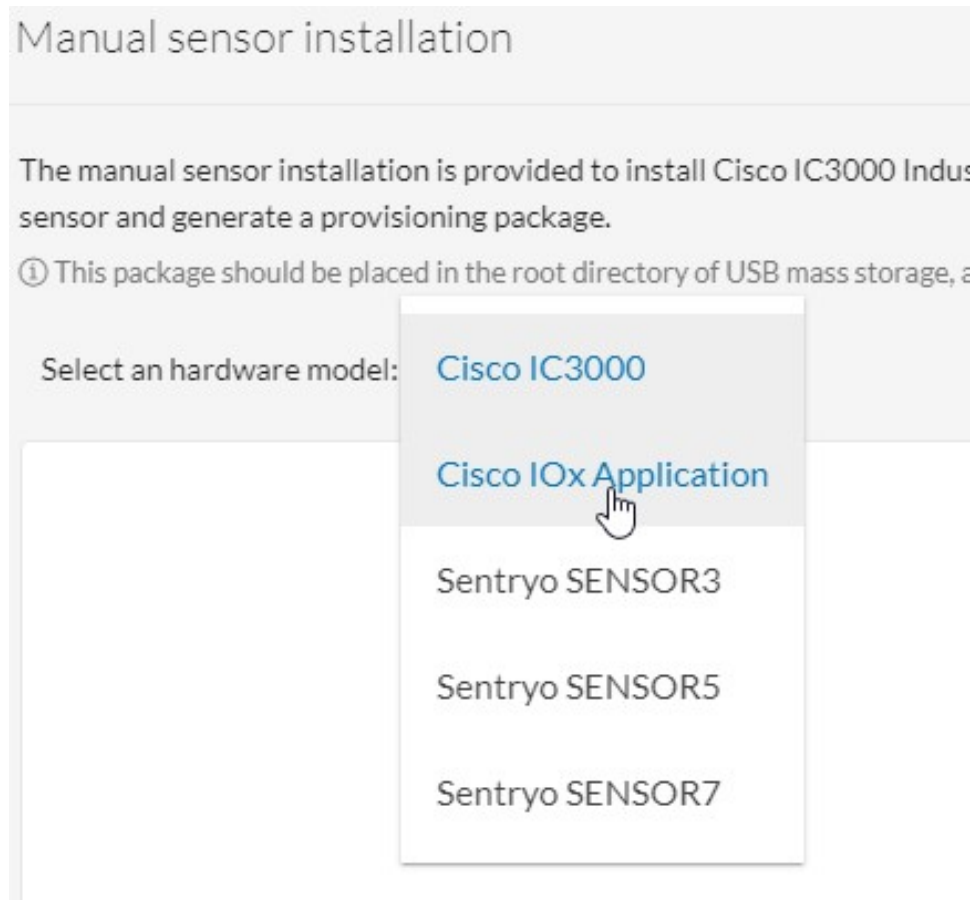 Manual sensor installation
The manual sensor installation is provided to install Cisco IC3000
sensor and generate a provisioning package.
This package should be placed in the root directory of USB mass storage,
Select an hardware model:
Cisco IC3000
Cisco IOx Application
Sentryo SENSOR3
Sentryo SENSOR5
Sentryo SENSOR7